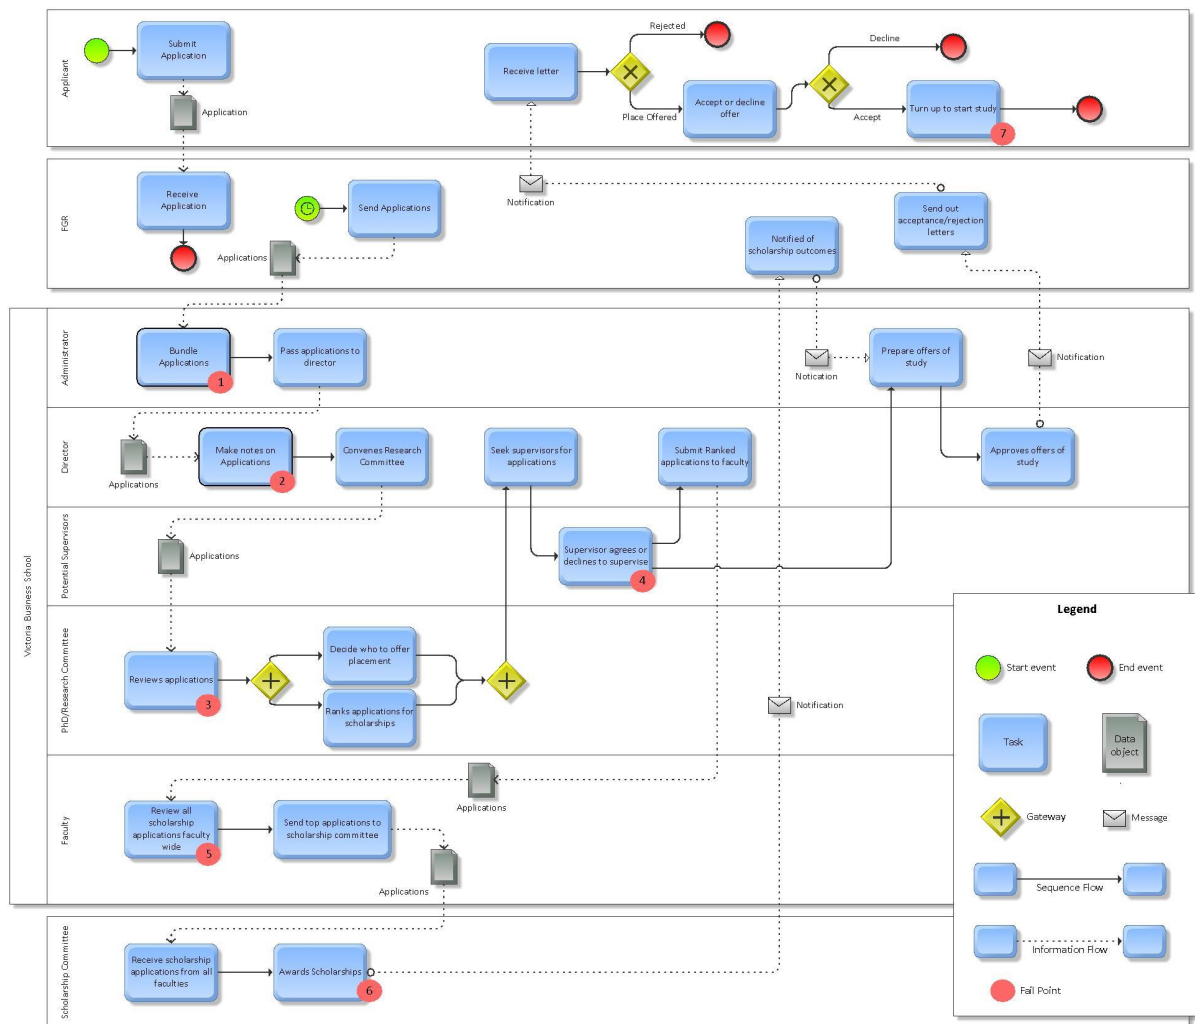 Applicant
Submit
Application
Application
Receive letter
Rejected
Place Offered
Accept or decline
offer
Decline
Accept
Turn up to start study
7
FGR
Receive
Application
Send Applications
Applications
Notification
Notified of
scholarship outcomes
Send out
acceptance/rejection
letters
Victoria Business School
Administrator
Bundle
Applications
1
Pass applications to
director
Notication
Prepare offers of
study
Notification
Director
Applications
Make notes on
Applications
2
Convenes Research
Committee
Seek supervisors for
applications
Submit Ranked
applications to faculty
Approves offers of
study
Potential Supervisors
Applications
Supervisor agrees or
declines to supervise
4
PhD/Research Committee
Reviews applications
3
Decide who to offer
placement
Ranks applications for
scholarships
Notification
Faculty
Applications
Review all
scholarship
applications faculty
wide
5
Send top applications to
scholarship committee
Applications
Scholarship Committee
Receive scholarship
applications from all
faculties
Awards Scholarships
6
Legend
Start event
End event
Task
Data
object
Gateway
Message
Sequence Flow
Information Flow
Fail Point